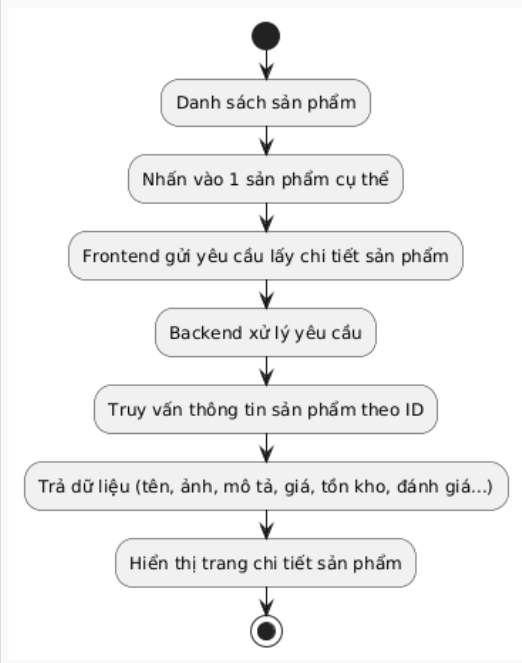 Danh sách sản phẩm
Nhấn vào 1 sản phẩm cụ thể
Frontend gửi yêu cầu lấy chi tiết sản phẩm
Backend xử lý yêu cầu
Truy vấn thông tin sản phẩm theo ID
Trả dữ liệu (tên, ảnh, mô tả, giá, tồn kho, đánh giá...)
Hiển thị trang chi tiết sản phẩm